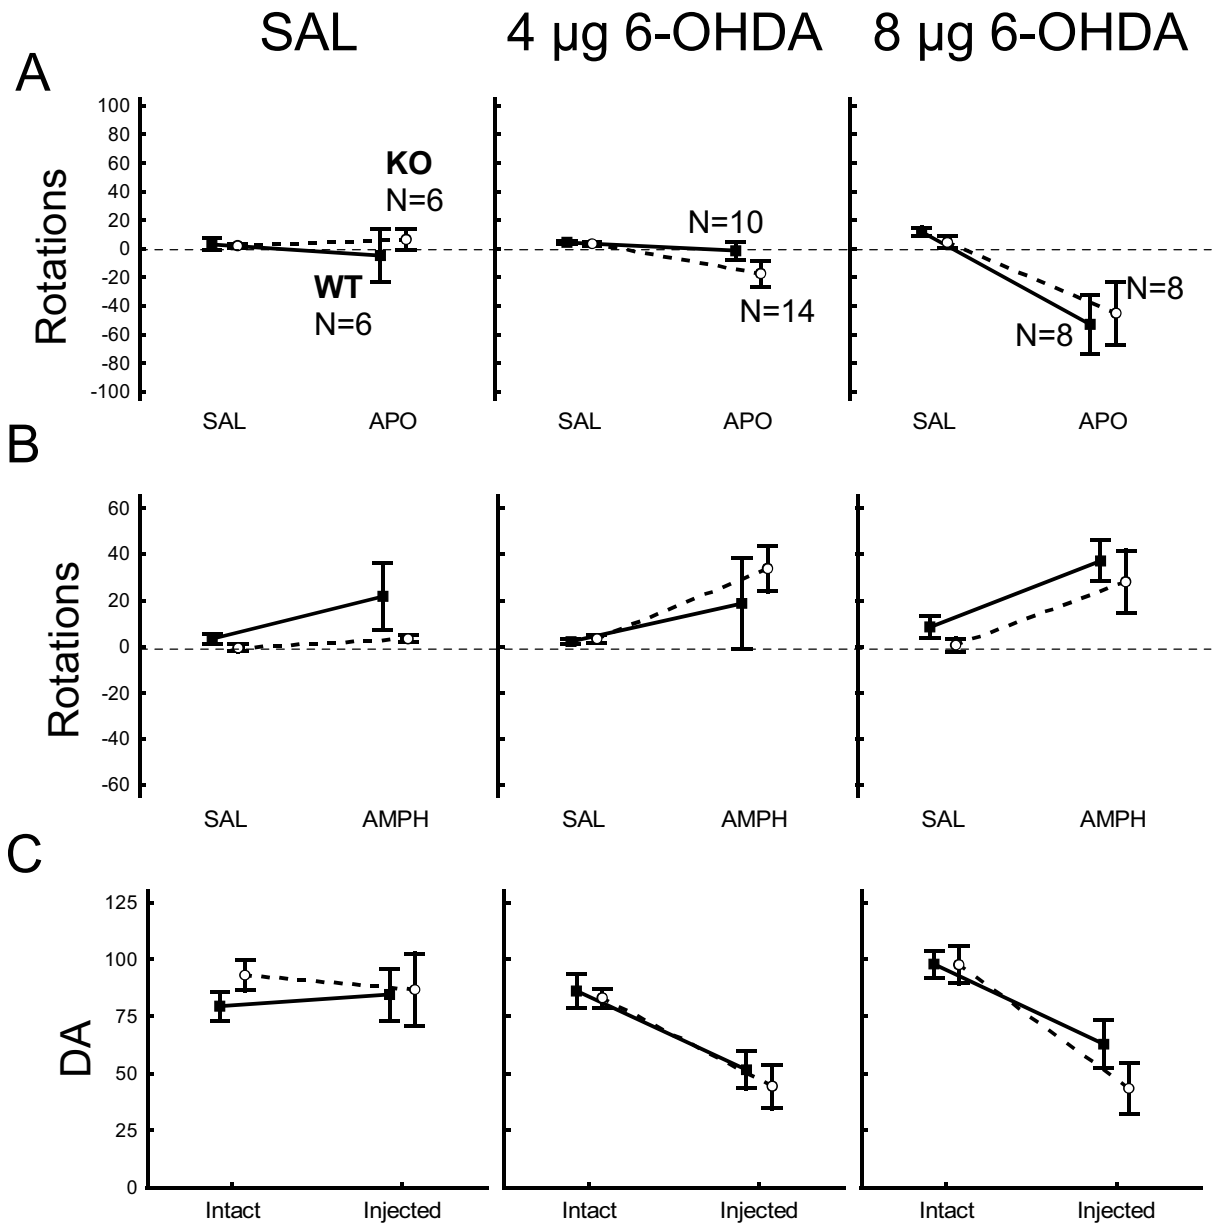 SAL 4 µg 6-OHDA 8 µg 6-OHDA
A
Rotations
100
80
60
40
20
0
-20
-40
-60
-80
-100
KO
N=6
WT
N=6
N=10
N=14
N=8
N=8
SAL APO SAL APO SAL APO
B
Rotations
60
40
20
0
-20
-40
-60
SAL AMPH SAL AMPH SAL AMPH
C
DA
125
100
75
50
25
0
Intact Injected Intact Injected Intact Injected